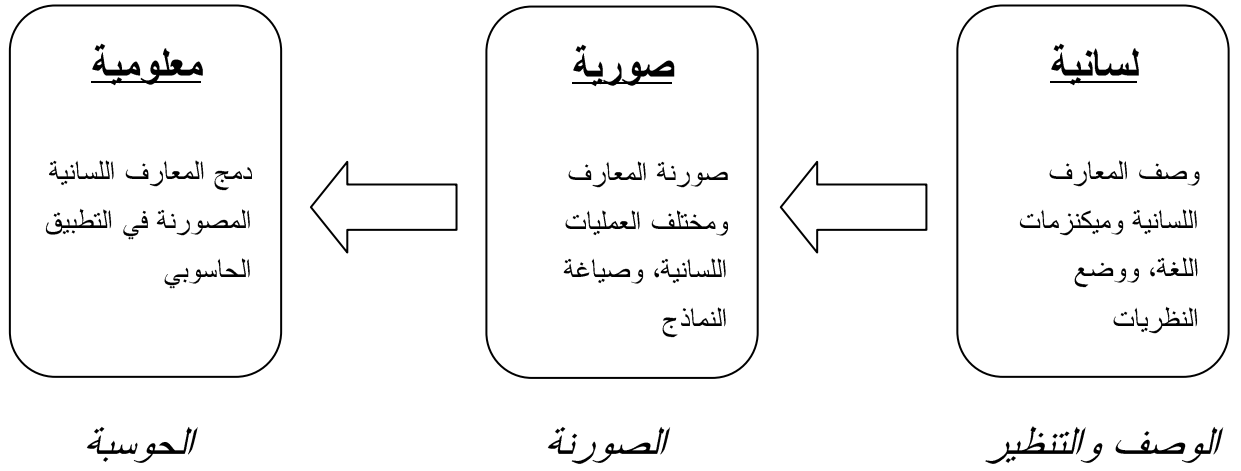 لسانية
وصف المعارف
اللسانية وميكنزمات
اللغة، ووضع
النظريات
الوصف والتنظير
صورية
صورنة المعارف
ومختلف العمليات
اللسانية، وصياغة
النماذج
الصورنة
معلومية
دمج المعارف اللسانية
المصورنة في التطبيق
الحاسوبي
الحوسبة